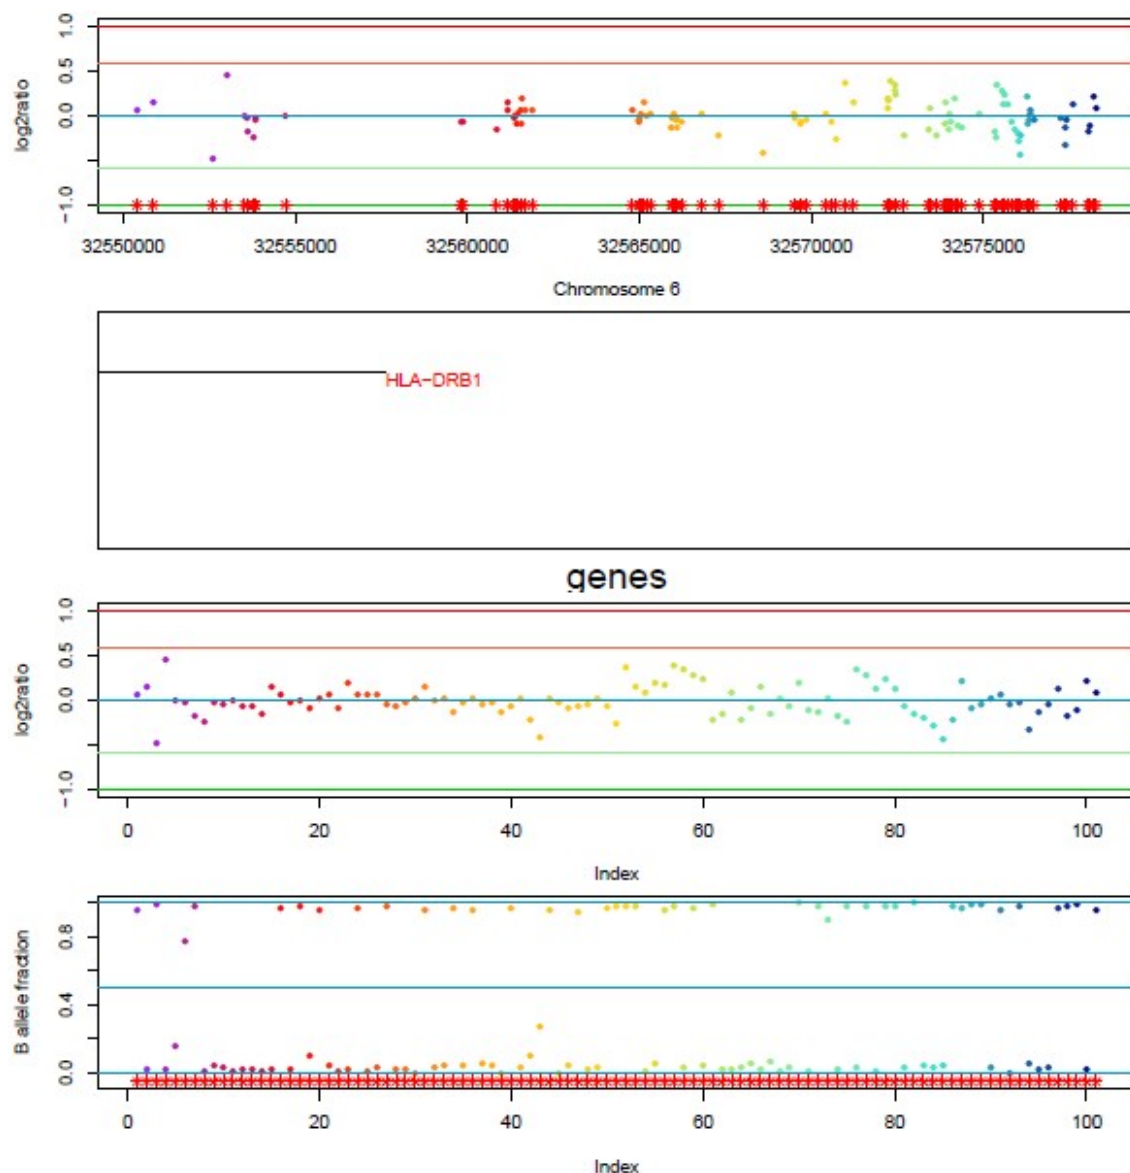 1.0
0.5
0.0
−1.0
log2ratio
32550000 32555000 32560000 32565000 32570000 32575000
Chromosome 6
HLA−DRB1
genes
1.0
0.5
0.0
−1.0
log2ratio
0 20 40 60 80 100
Index
0.8
0.4
0.0
B allele fraction
0 20 40 60 80 100
Index